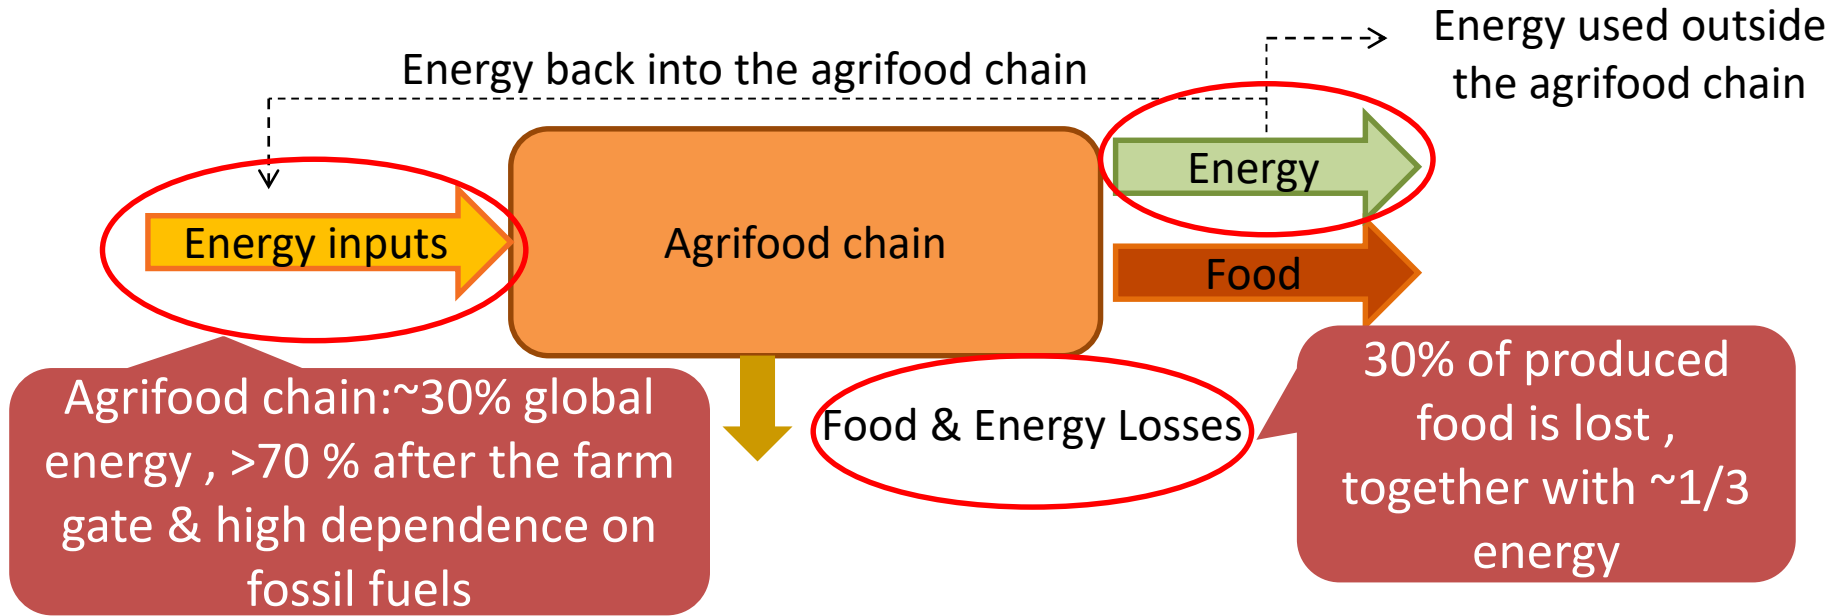 Energy used outside
the agrifood chain
Energy back into the agrifood chain
Energy
Energy inputs
Agrifood chain
Food
Food & Energy Losses
Agrifood chain:~30% global
energy , >70 % after the farm
gate & high dependence on
fossil fuels
30% of produced
food is lost ,
together with ~1/3
energy